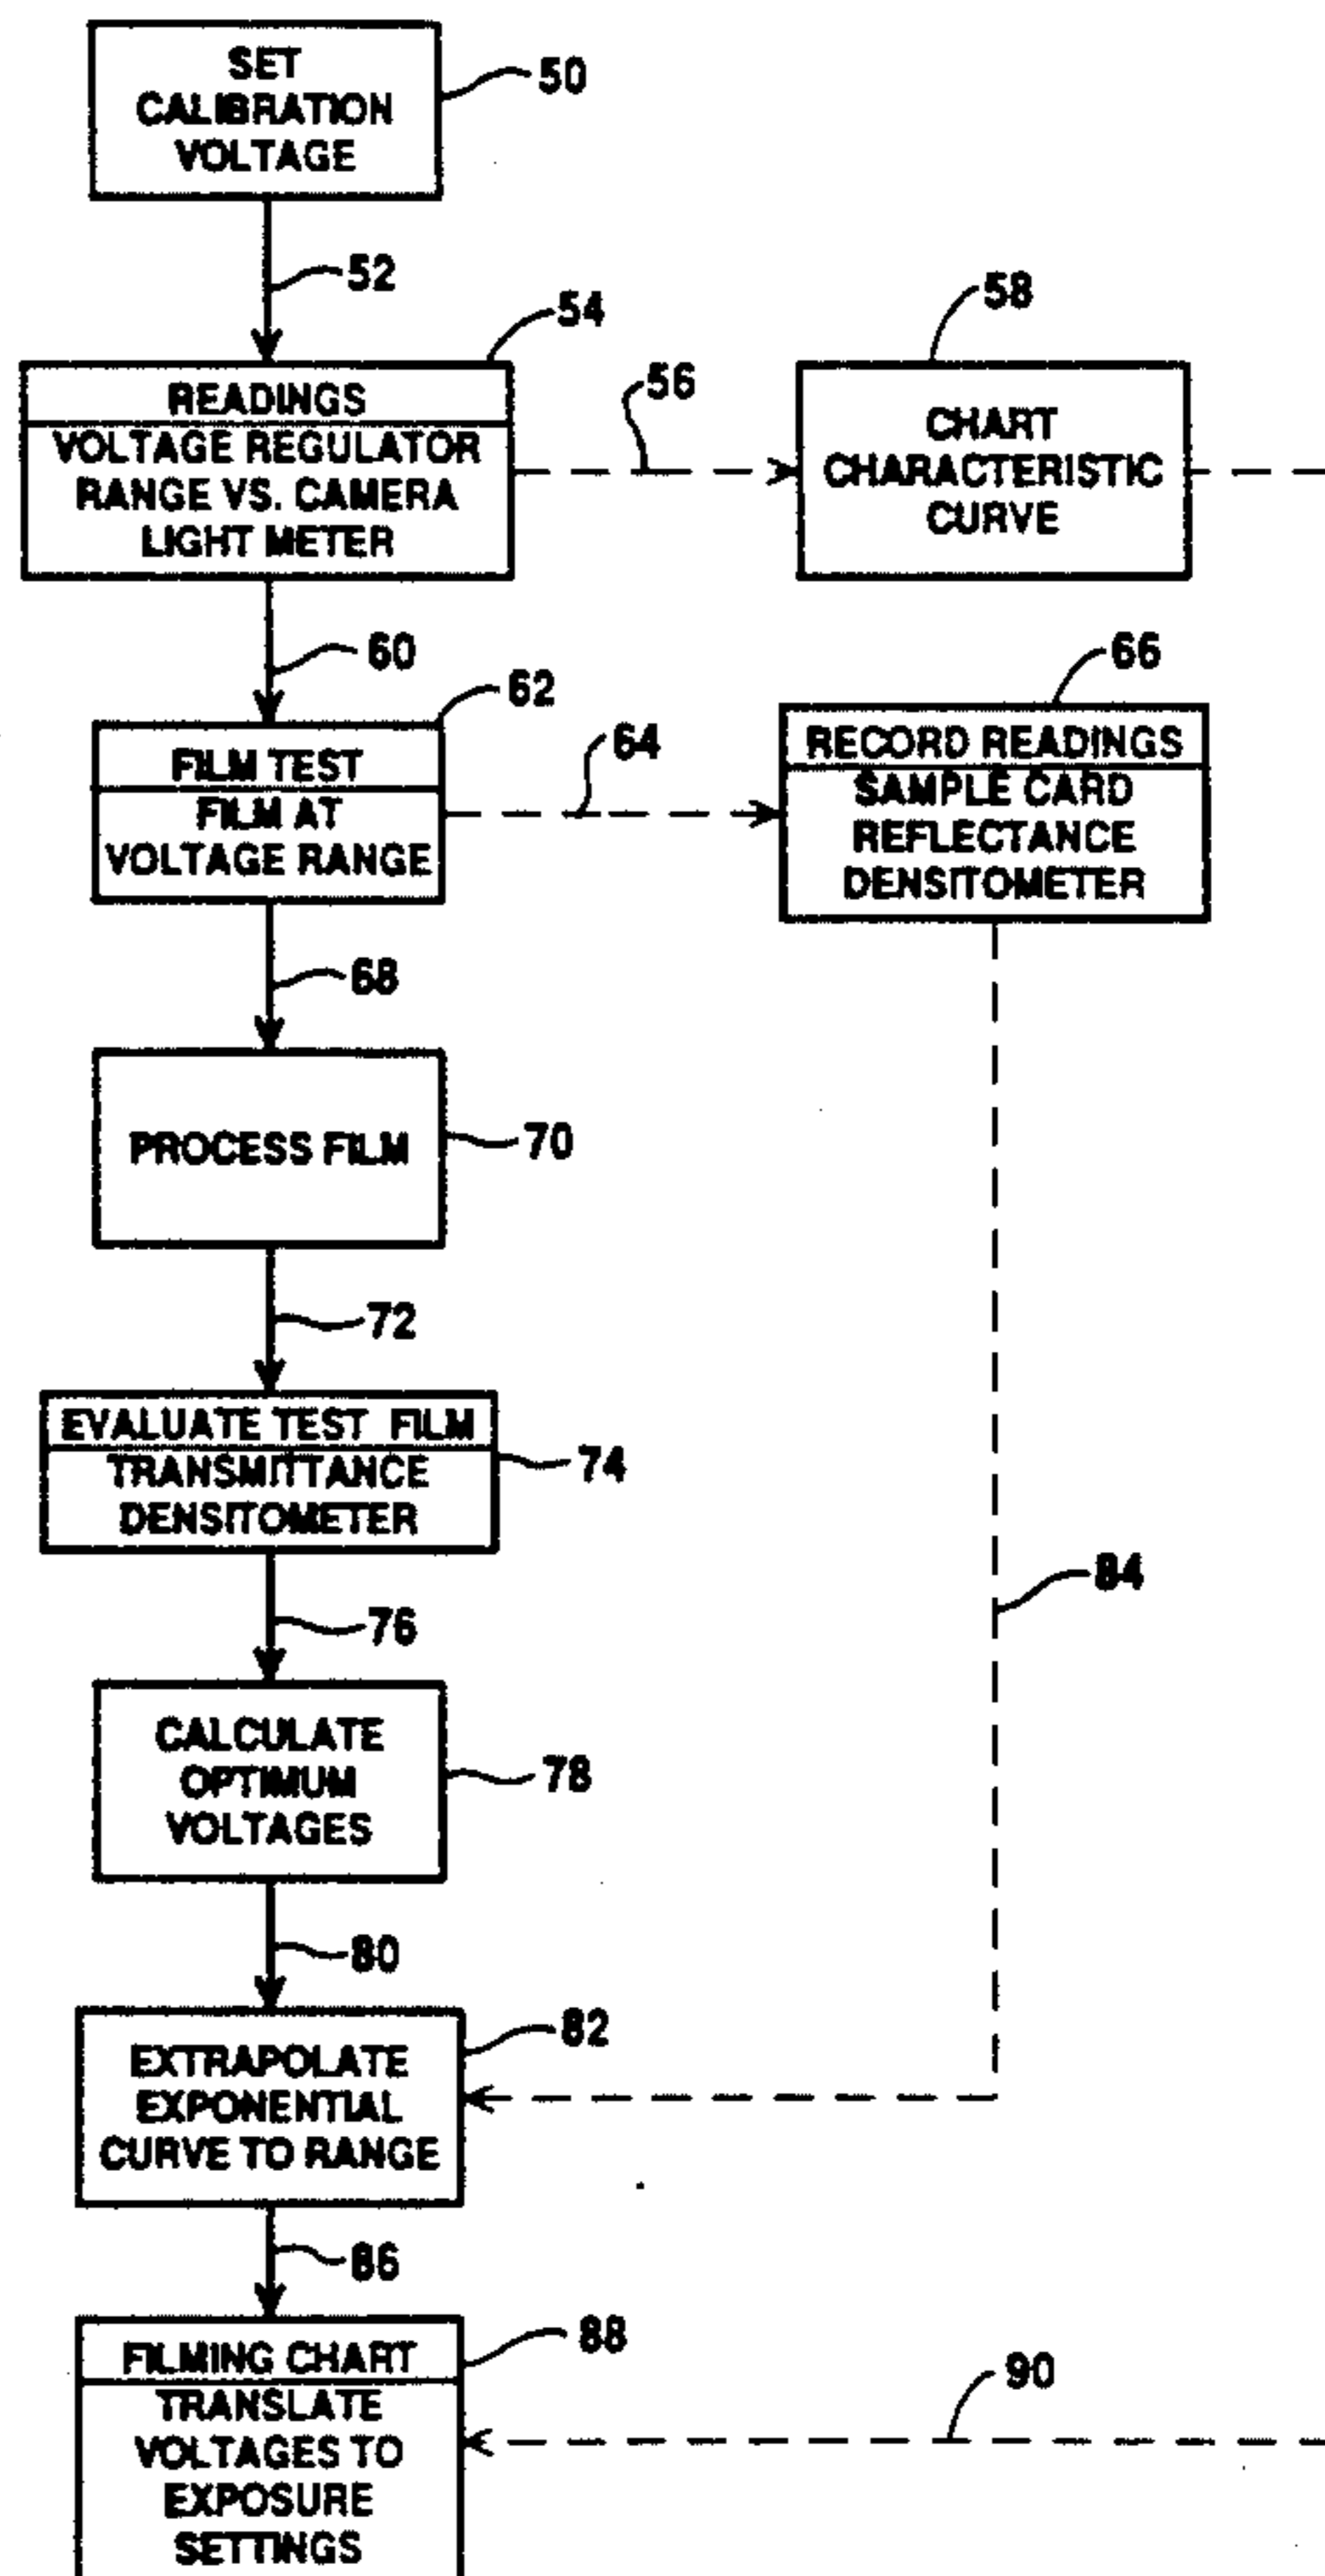 SET
CALIBRATION
VOLTAGE
50
52
54
READINGS
VOLTAGE REGULATOR
RANGE VS. CAMERA
LIGHT METER
56
58
CHART
CHARACTERISTIC
CURVE
60
62
FILM TEST
FILM AT
VOLTAGE RANGE
64
66
RECORD READINGS
SAMPLE CARD
REFLECTANCE
DENSITOMETER
68
PROCESS FILM
70
72
EVALUATE TEST FILM
TRANSMITTANCE
DENSITOMETER
74
76
84
CALCULATE
OPTIMUM
VOLTAGES
78
80
82
EXTRAPOLATE
EXPONENTIAL
CURVE TO RANGE
86
88
FILMING CHART
TRANSLATE
VOLTAGES TO
EXPOSURE
SETTINGS
90